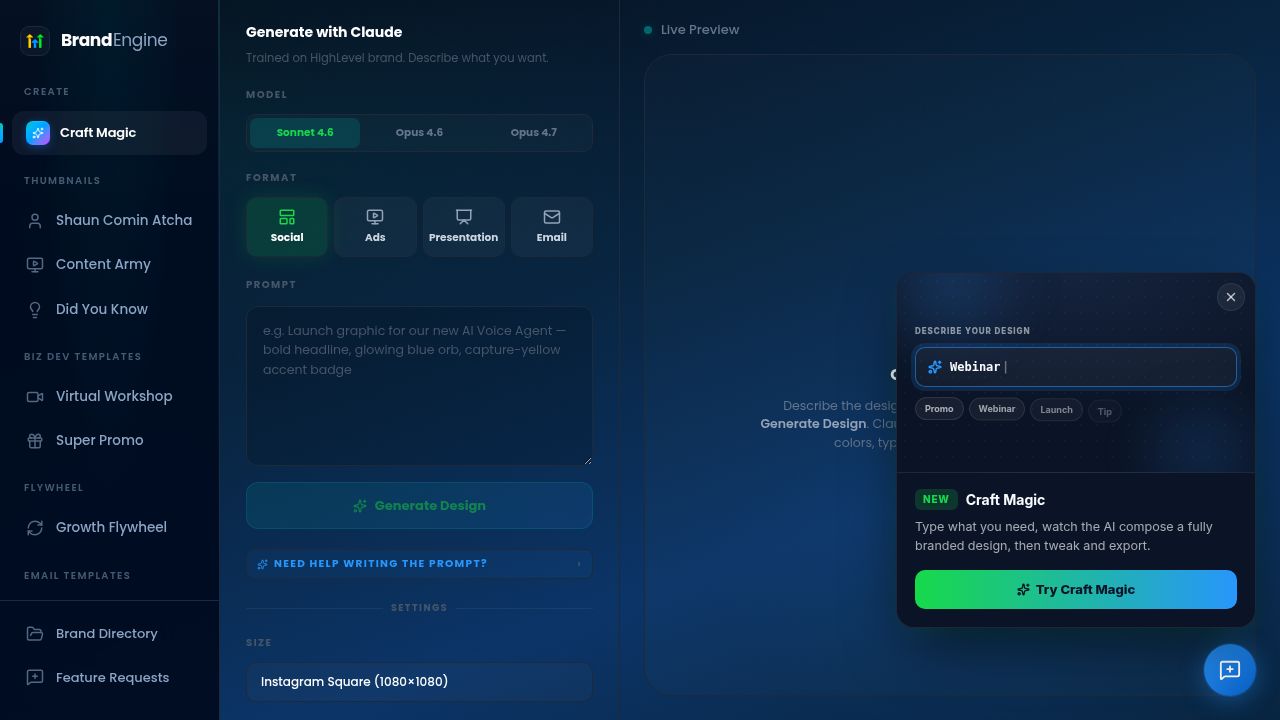 BrandEngine
CREATE
Craft Magic
THUMBNAILS
Shaun Comin Atcha
Content Army
Did You Know
BIZ DEV TEMPLATES
Virtual Workshop
Super Promo
FLYWHEEL
Growth Flywheel
EMAIL TEMPLATES
Brand Directory
Feature Requests
Generate with Claude
Trained on HighLevel brand. Describe what you want.
MODEL
Sonnet 4.6
Opus 4.6
Opus 4.7
FORMAT
Social
Ads
Presentation
Email
PROMPT
e.g. Launch graphic for our new AI Voice Agent —
bold headline, glowing blue orb, capture-yellow
accent badge
Generate Design
NEED HELP WRITING THE PROMPT?
SETTINGS
SIZE
Instagram Square (1080×1080)
Live Preview
Describe the
Generate Design.
colors,
DESCRIBE YOUR DESIGN
Webinar
Promo
Webinar
Launch
Tip
NEW Craft Magic
Type what you need, watch the AI compose a fully
branded design, then tweak and export.
Try Craft Magic